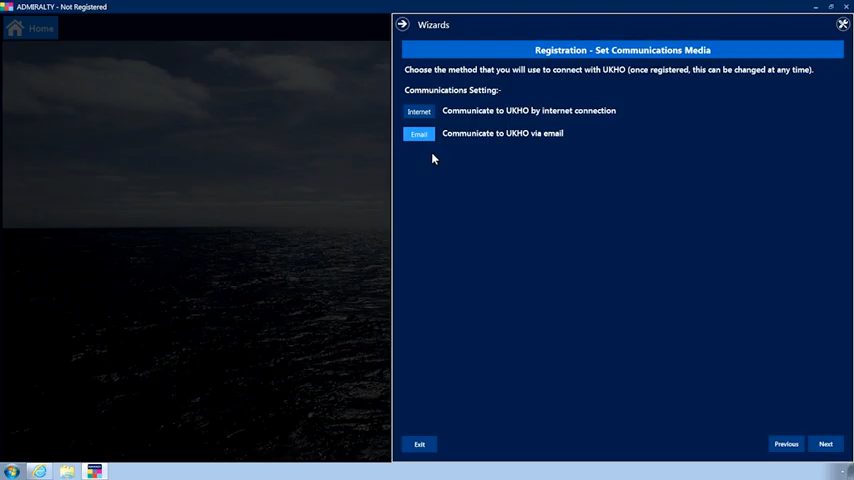 ADMIRALTY - Not Registered
Home
Wizards
Registration - Set Communications Media
Choose the method that you will use to connect with UKHO (once registered, this can be changed at any time).
Communications Setting:-
Internet Communicate to UKHO by internet connection
Email Communicate to UKHO via email
Exit Previous Next